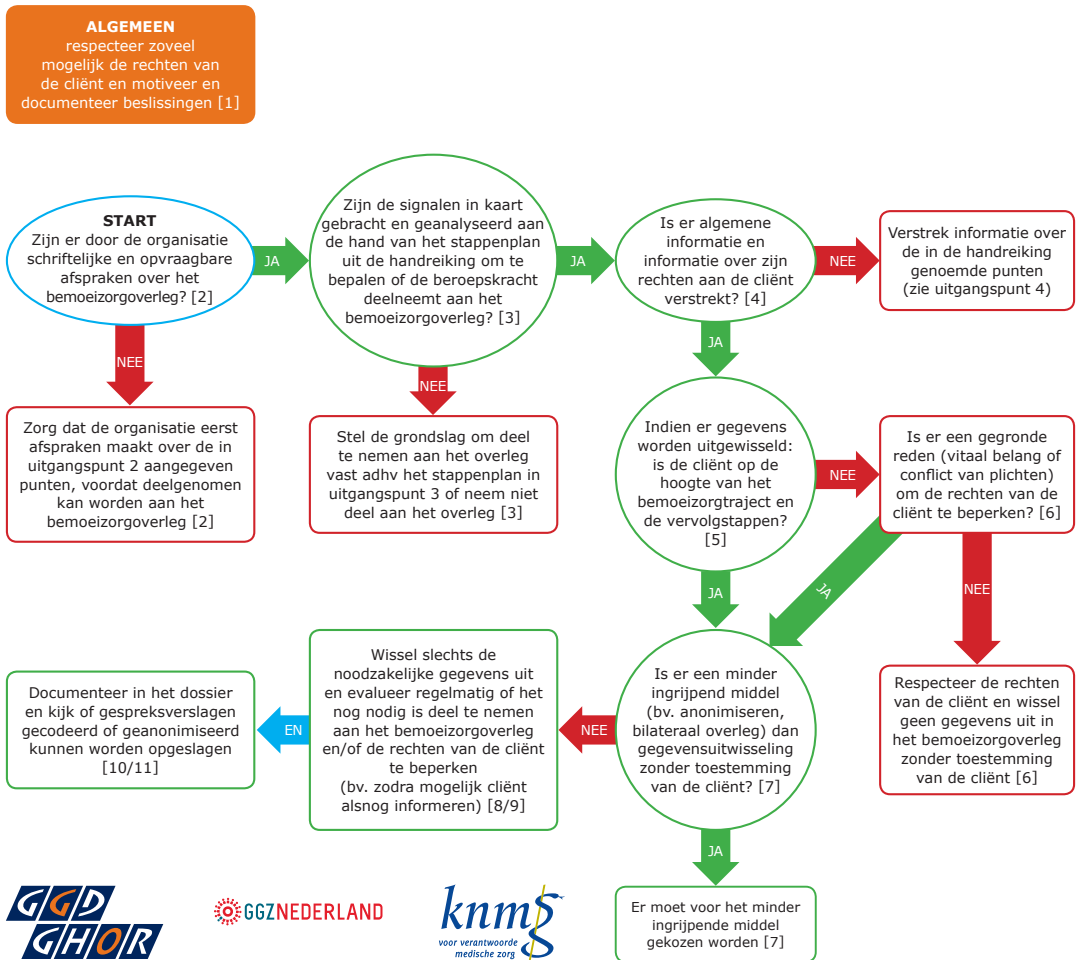 ALGEMEEN
respecteer zoveel
mogelijk de rechten van
de cliënt en motiveer en
documenteer beslissingen [1]
START
Zijn er door de organisatie
schriftelijke en opvraagbare
afspraken over het
bemoeizorgoverleg? [2]
JA
Zijn de signalen in kaart
gebracht en geanalyseerd aan
de hand van het stappenplan
uit de handreiking om te
bepalen of de beroepskracht
deelneemt aan het
bemoeizorgoverleg? [3]
JA
Is er algemene
informatie en
informatie over zijn
rechten aan de cliënt
verstrekt? [4]
NEE
Verstrek informatie over
de in de handreiking
genoemde punten
(zie uitgangspunt 4)
NEE
NEE
JA
Zorg dat de organisatie eerst
afspraken maakt over de in
uitgangspunt 2 aangegeven
punten, voordat deelgenomen
kan worden aan het
bemoeizorgoverleg [2]
Stel de grondslag om deel
te nemen aan het overleg
vast adhv het stappenplan in
uitgangspunt 3 of neem niet
deel aan het overleg [3]
Indien er gegevens
worden uitgewisseld:
is de cliënt op de
hoogte van het
bemoeizorgtraject en
de vervolgstappen?
[5]
NEE
Is er een gegronde
reden (vitaal belang of
conflict van plichten)
om de rechten van de
cliënt te beperken? [6]
JA
JA
NEE
Documenteer in het dossier
en kijk of gespreksverslagen
gecodeerd of geanonimiseerd
kunnen worden opgeslagen
[10/11]
EN
Wissel slechts de
noodzakelijke gegevens uit
en evalueer regelmatig of het
nog nodig is deel te nemen
aan het bemoeizorgoverleg
en/of de rechten van de cliënt
te beperken
(bv. zodra mogelijk cliënt
alsnog informeren) [8/9]
NEE
Is er een minder
ingrijpend middel
(bv. anonimiseren,
bilateraal overleg) dan
gegevensuitwisseling
zonder toestemming
van de cliënt? [7]
Respecteer de rechten
van de cliënt en wissel
geen gegevens uit in
het bemoeizorgoverleg
zonder toestemming
van de cliënt [6]
JA
Er moet voor het minder
ingrijpende middel
gekozen worden [7]
GGD
GHOR
GGZNEDERLAND
knmg
voor verantwoorde
medische zorg